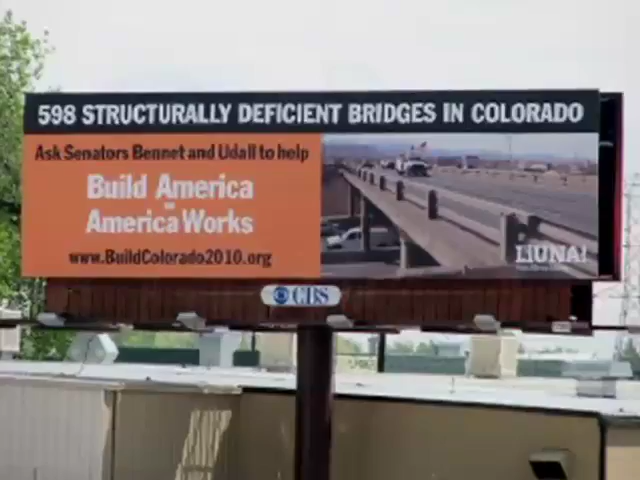 598 STRUCTURALLY DEFICIENT BRIDGES IN COLORADO
Ask Senators Bennet and Udall to help
Build America
America Works
www.BuildColorado2010.org
LiUNA!
CBS